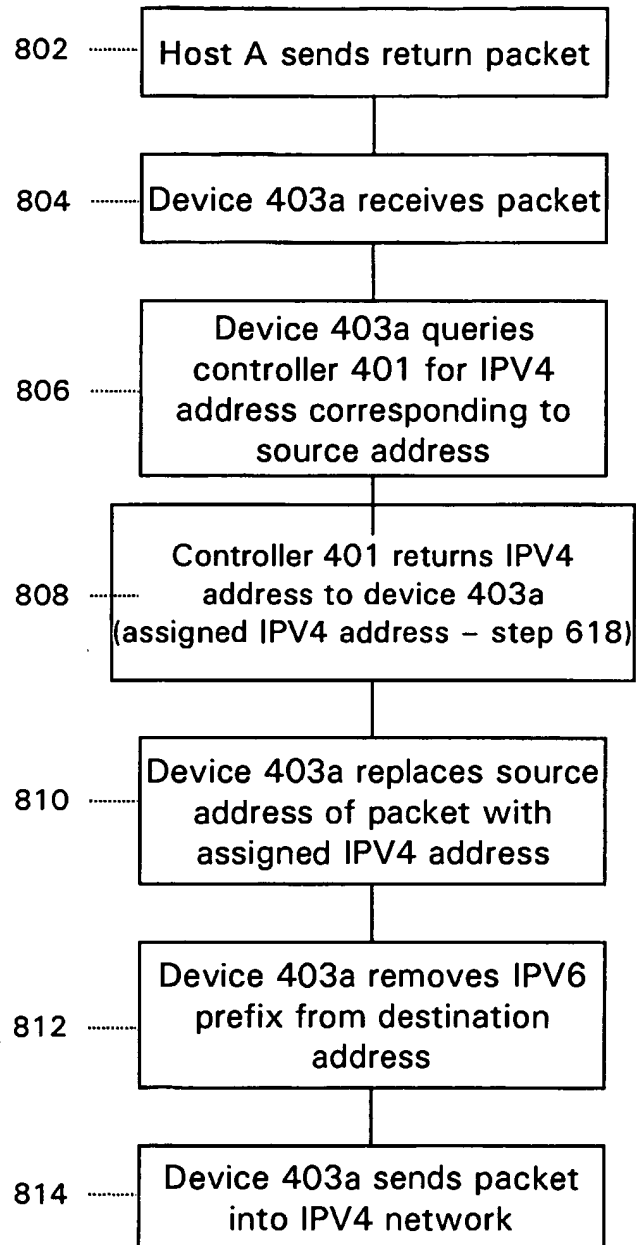 802
Host A sends return packet
804
Device 403a receives packet
806
Device 403a queries
controller 401 for IPV4
address corresponding to
source address
808
Controller 401 returns IPV4
address to device 403a
(assigned IPV4 address – step 618)
810
Device 403a replaces source
address of packet with
assigned IPV4 address
812
Device 403a removes IPV6
prefix from destination
address
814
Device 403a sends packet
into IPV4 network